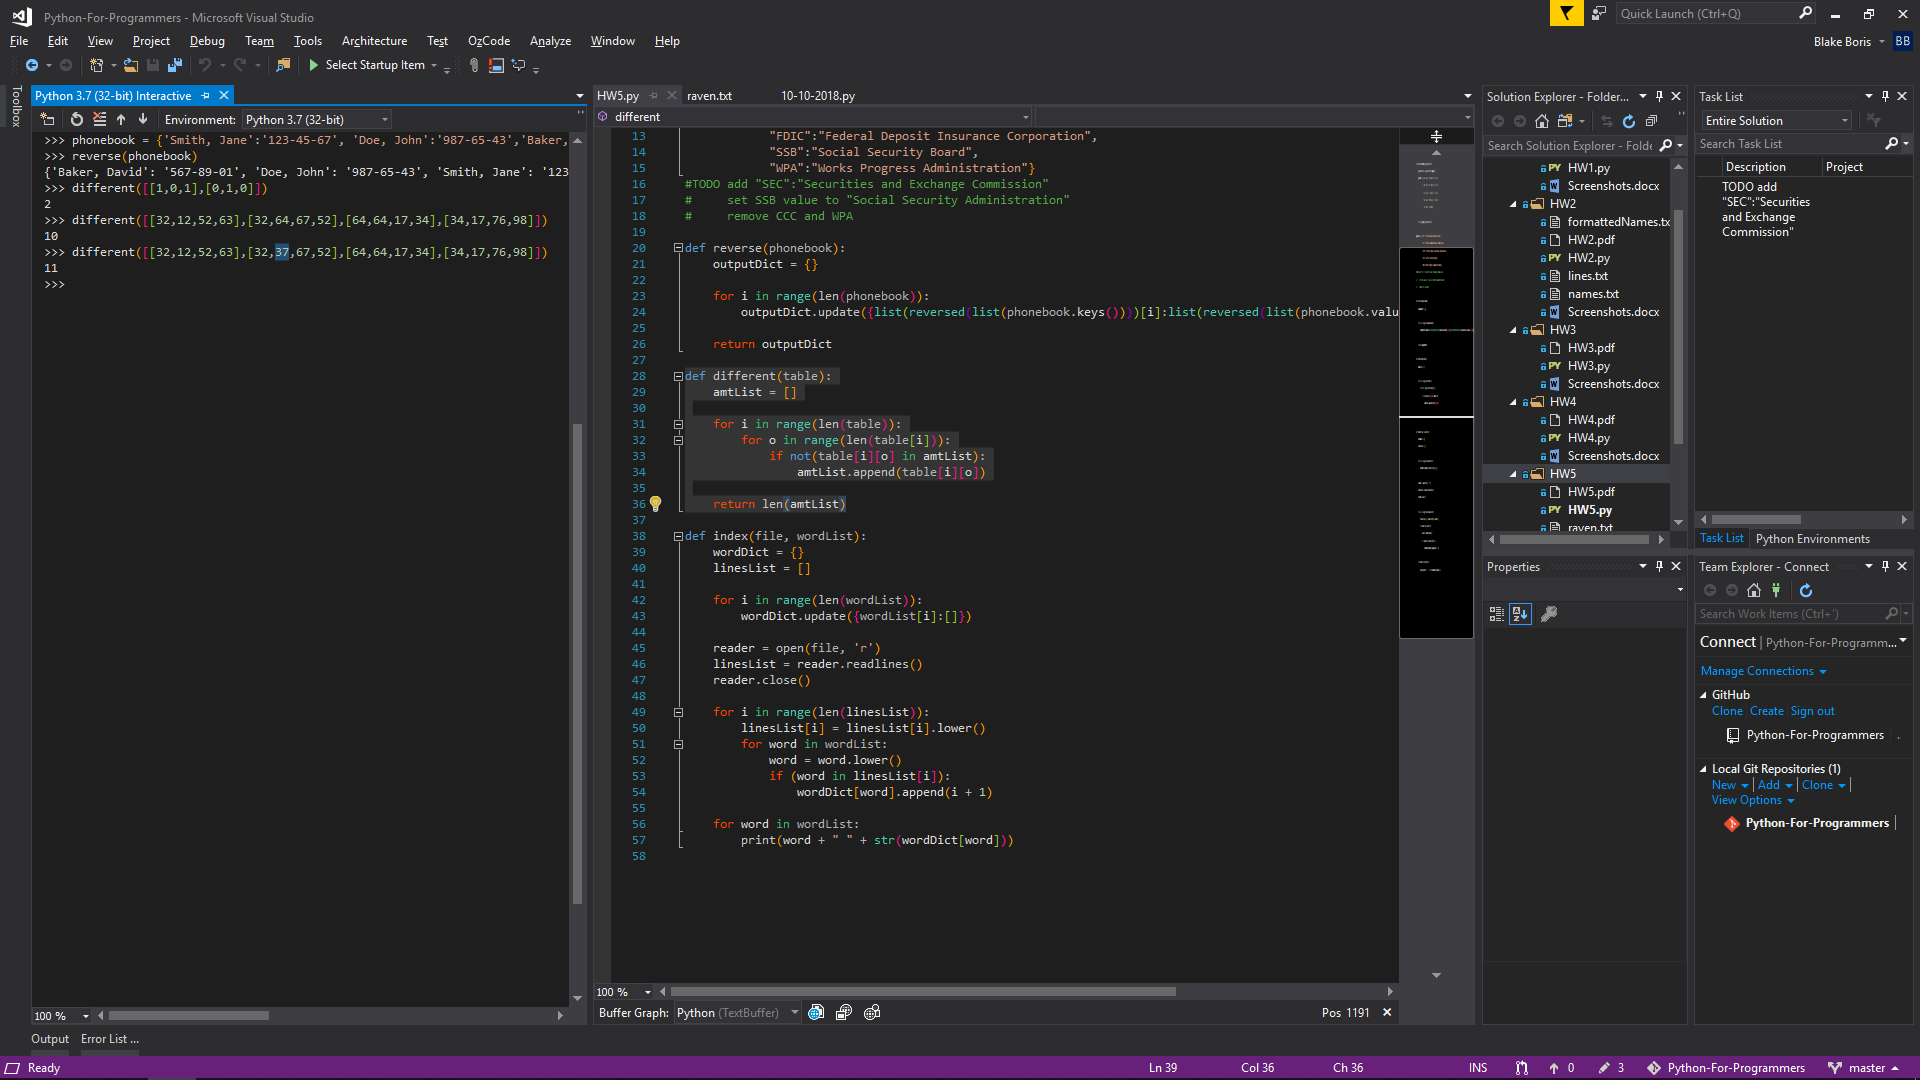 Python-For-Programmers - Microsoft Visual Studio
Quick Launch (Ctrl+Q)
File Edit View Project Debug Team Tools Architecture Test OzCode Analyze Window Help
Blake Boris BB
Select Startup Item
Toolbox
Python 3.7 (32-bit) Interactive
Environment: Python 3.7 (32-bit)
>>> phonebook = {'Smith, Jane':'123-45-67', 'Doe, John':'987-65-43','Baker,
>>> reverse(phonebook)
{'Baker, David': '567-89-01', 'Doe, John': '987-65-43', 'Smith, Jane': '123
>>> different([[1,0,1],[0,1,0]])
2
>>> different([[32,12,52,63],[32,64,67,52],[64,64,17,34],[34,17,76,98]])
10
>>> different([[32,12,52,63],[32,37,67,52],[64,64,17,34],[34,17,76,98]])
11
>>>
100 %
HW5.py raven.txt 10-10-2018.py
different
13 "FDIC":"Federal Deposit Insurance Corporation",
14 "SSB":"Social Security Board",
15 "WPA":"Works Progress Administration"}
16 #TODO add "SEC":"Securities and Exchange Commission"
17 # set SSB value to "Social Security Administration"
18 # remove CCC and WPA
19
20 def reverse(phonebook):
21 outputDict = {}
22
23 for i in range(len(phonebook)):
24 outputDict.update({list(reversed(list(phonebook.keys())))[i]:list(reversed(list(phonebook.valu
25
26 return outputDict
27
28 def different(table):
29 amtList = []
30
31 for i in range(len(table)):
32 for o in range(len(table[i])):
33 if not(table[i][o] in amtList):
34 amtList.append(table[i][o])
35
36 return len(amtList)
37
38 def index(file, wordList):
39 wordDict = {}
40 linesList = []
41
42 for i in range(len(wordList)):
43 wordDict.update({wordList[i]:[]})
44
45 reader = open(file, 'r')
46 linesList = reader.readlines()
47 reader.close()
48
49 for i in range(len(linesList)):
50 linesList[i] = linesList[i].lower()
51 for word in wordList:
52 word = word.lower()
53 if (word in linesList[i]):
54 wordDict[word].append(i + 1)
55
56 for word in wordList:
57 print(word + " " + str(wordDict[word]))
58
100 %
Buffer Graph: Python (TextBuffer) Pos 1191
Solution Explorer - Folder...
Search Solution Explorer - Folde
PY HW1.py
Screenshots.docx
HW2
formattedNames.tx
HW2.pdf
PY HW2.py
lines.txt
names.txt
Screenshots.docx
HW3
HW3.pdf
PY HW3.py
Screenshots.docx
HW4
HW4.pdf
PY HW4.py
Screenshots.docx
HW5
HW5.pdf
PY HW5.py
raven.txt
Properties
Task List
Entire Solution
Search Task List
Description Project
TODO add
"SEC":"Securities
and Exchange
Commission"
Task List Python Environments
Team Explorer - Connect
Search Work Items (Ctrl+')
Connect | Python-For-Programm...
Manage Connections
GitHub
Clone Create Sign out
Python-For-Programmers
Local Git Repositories (1)
New | Add | Clone |
View Options
Python-For-Programmers
Output Error List ...
Ready Ln 39 Col 36 Ch 36 INS 0 3 Python-For-Programmers master